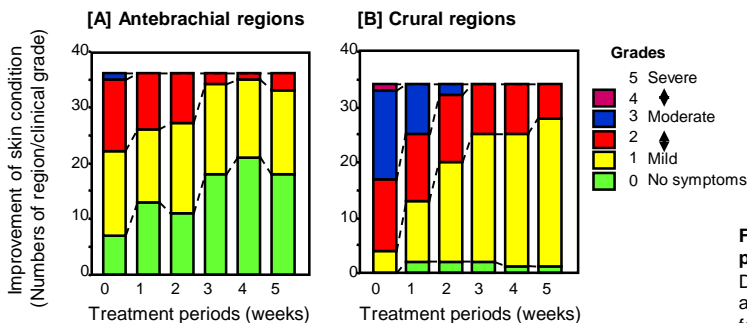 [A] Antebrachial regions
[B] Crural regions
Improvement of skin condition
(Numbers of region/clinical grade)
40
30
20
10
0
0 1 2 3 4 5
Treatment periods (weeks)
40
30
20
10
0
0 1 2 3 4 5
Treatment periods (weeks)
Grades
5 Severe
4
3 Moderate
2
1 Mild
0 No symptoms
F
p
D
a
f